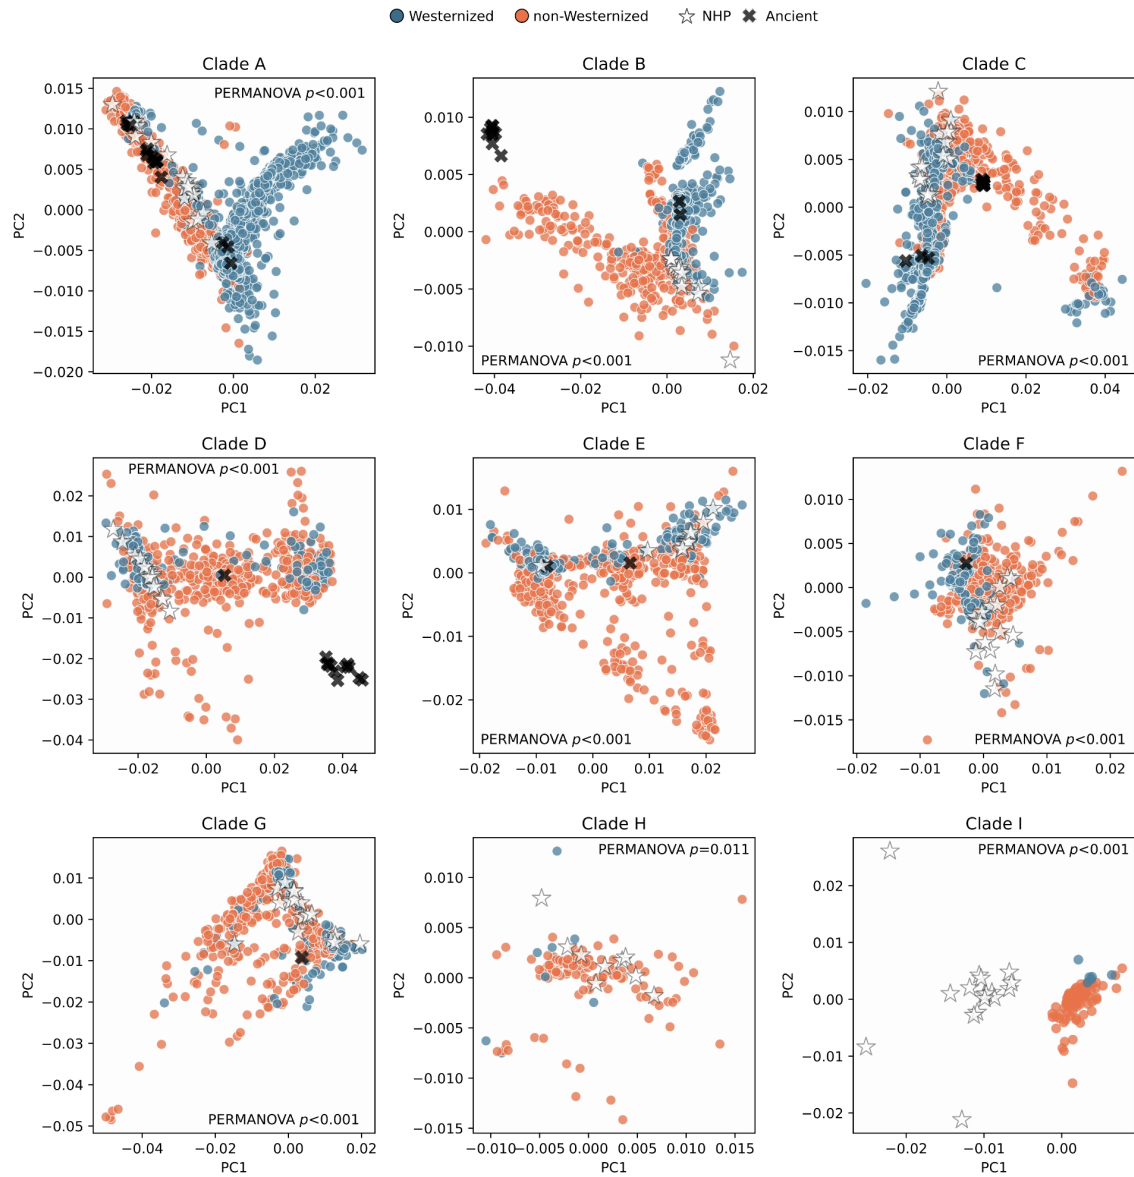 Westernized non-Westernized NHP Ancient
Clade A
PERMANOVA p<0.001
0.015
0.010
0.005
0.000
−0.005
−0.010
−0.015
−0.020
PC2
−0.02 0.00 0.02
PC1
Clade B
0.010
0.005
0.000
−0.005
−0.010
PC2
PERMANOVA p<0.001
−0.04 −0.02 0.00 0.02
PC1
Clade C
0.010
0.005
0.000
−0.005
−0.010
−0.015
PC2
PERMANOVA p<0.001
−0.02 0.00 0.02 0.04
PC1
Clade D
PERMANOVA p<0.001
0.02
0.01
0.00
−0.01
−0.02
−0.03
−0.04
PC2
−0.02 0.00 0.02 0.04
PC1
Clade E
0.01
0.00
−0.01
−0.02
PC2
PERMANOVA p<0.001
−0.02 −0.01 0.00 0.01 0.02
PC1
Clade F
0.010
0.005
0.000
−0.005
−0.010
−0.015
PC2
PERMANOVA p<0.001
−0.02 −0.01 0.00 0.01 0.02
PC1
Clade G
0.01
0.00
−0.01
−0.02
−0.03
−0.04
−0.05
PC2
PERMANOVA p<0.001
−0.04 −0.02 0.00 0.02
PC1
Clade H
PERMANOVA p=0.011
0.010
0.005
0.000
−0.005
−0.010
−0.015
PC2
−0.010 −0.005 0.000 0.005 0.010 0.015
PC1
Clade I
PERMANOVA p<0.001
0.02
0.01
0.00
−0.01
−0.02
PC2
−0.02 −0.01 0.00
PC1